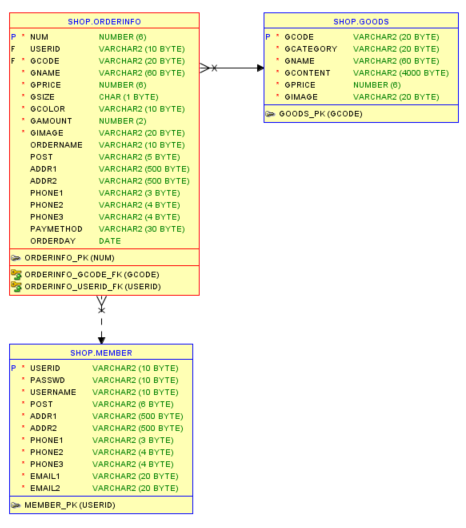 SHOP.ORDERINFO
P * NUM NUMBER (6)
F USERID VARCHAR2 (10 BYTE)
F * GCODE VARCHAR2 (20 BYTE)
* GNAME VARCHAR2 (60 BYTE)
* GPRICE NUMBER (6)
* GSIZE CHAR (1 BYTE)
* GCOLOR VARCHAR2 (10 BYTE)
* GAMOUNT NUMBER (2)
* GIMAGE VARCHAR2 (20 BYTE)
ORDERNAME VARCHAR2 (10 BYTE)
POST VARCHAR2 (5 BYTE)
ADDR1 VARCHAR2 (500 BYTE)
ADDR2 VARCHAR2 (500 BYTE)
PHONE1 VARCHAR2 (3 BYTE)
PHONE2 VARCHAR2 (4 BYTE)
PHONE3 VARCHAR2 (4 BYTE)
PAYMETHOD VARCHAR2 (30 BYTE)
ORDERDAY DATE
ORDERINFO_PK (NUM)
ORDERINFO_GCODE_FK (GCODE)
ORDERINFO_USERID_FK (USERID)
SHOP.GOODS
P * GCODE VARCHAR2 (20 BYTE)
* GCATEGORY VARCHAR2 (20 BYTE)
* GNAME VARCHAR2 (60 BYTE)
* GCONTENT VARCHAR2 (4000 BYTE)
* GPRICE NUMBER (6)
* GIMAGE VARCHAR2 (20 BYTE)
GOODS_PK (GCODE)
SHOP.MEMBER
P * USERID VARCHAR2 (10 BYTE)
* PASSWD VARCHAR2 (10 BYTE)
* USERNAME VARCHAR2 (10 BYTE)
* POST VARCHAR2 (6 BYTE)
* ADDR1 VARCHAR2 (500 BYTE)
* ADDR2 VARCHAR2 (500 BYTE)
* PHONE1 VARCHAR2 (3 BYTE)
* PHONE2 VARCHAR2 (4 BYTE)
* PHONE3 VARCHAR2 (4 BYTE)
* EMAIL1 VARCHAR2 (20 BYTE)
* EMAIL2 VARCHAR2 (20 BYTE)
MEMBER_PK (USERID)